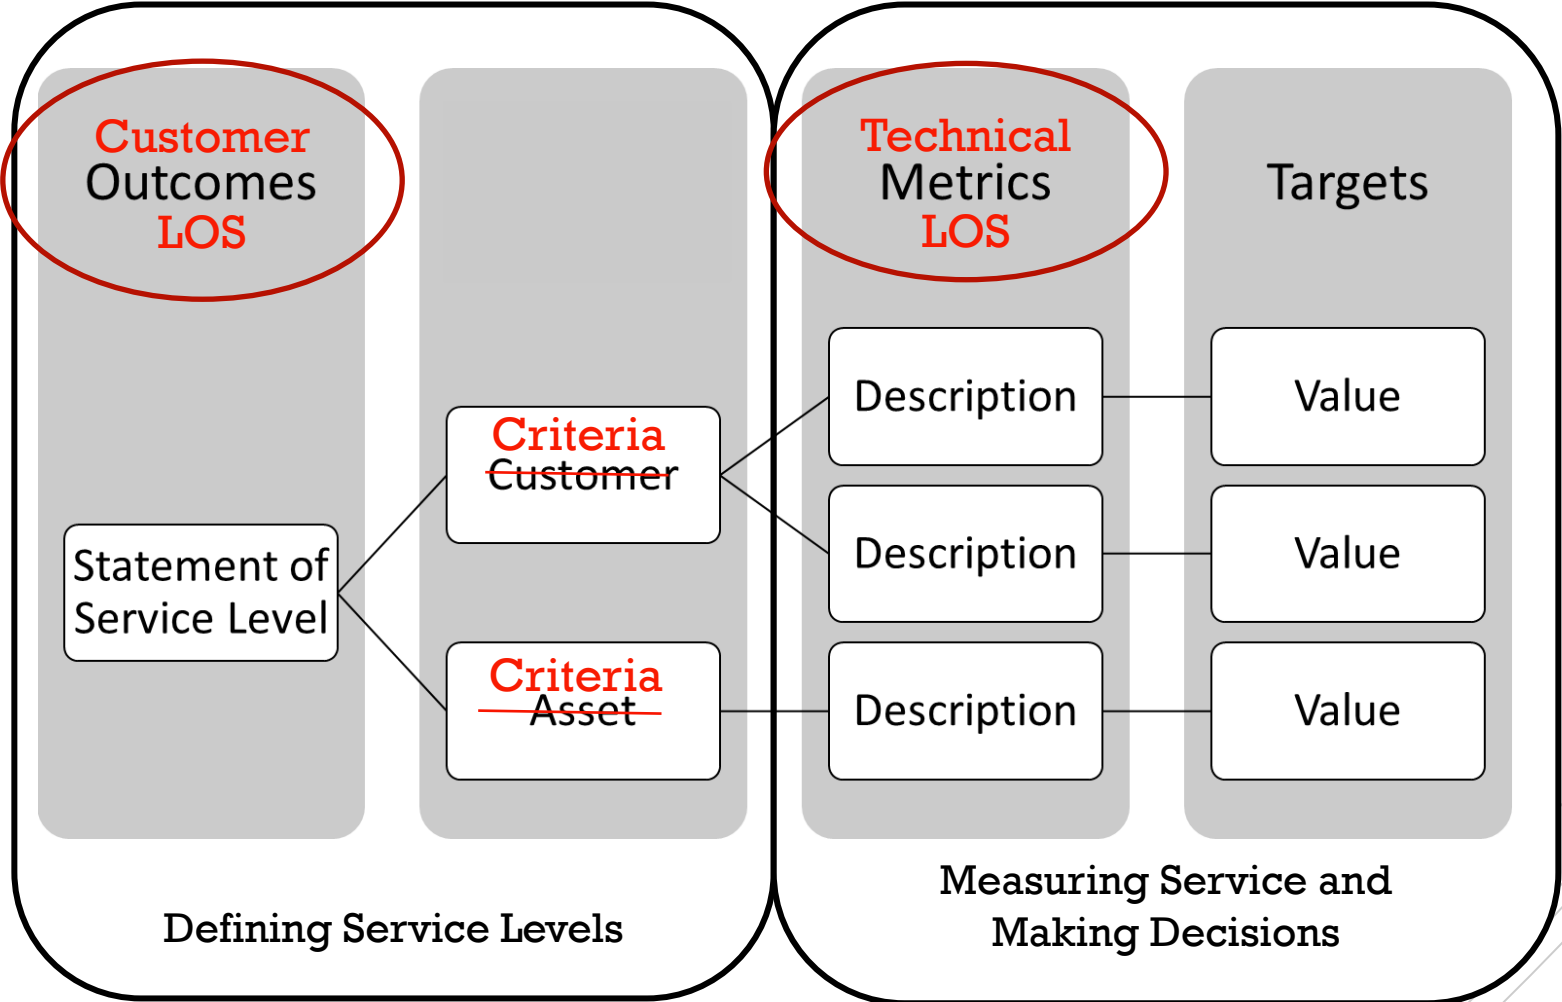 Customer
Outcomes
LOS
Technical
Metrics
LOS
Targets
Statement of
Service Level
Criteria
Customer
Criteria
Asset
Description
Value
Description
Value
Description
Value
Defining Service Levels
Measuring Service and
Making Decisions